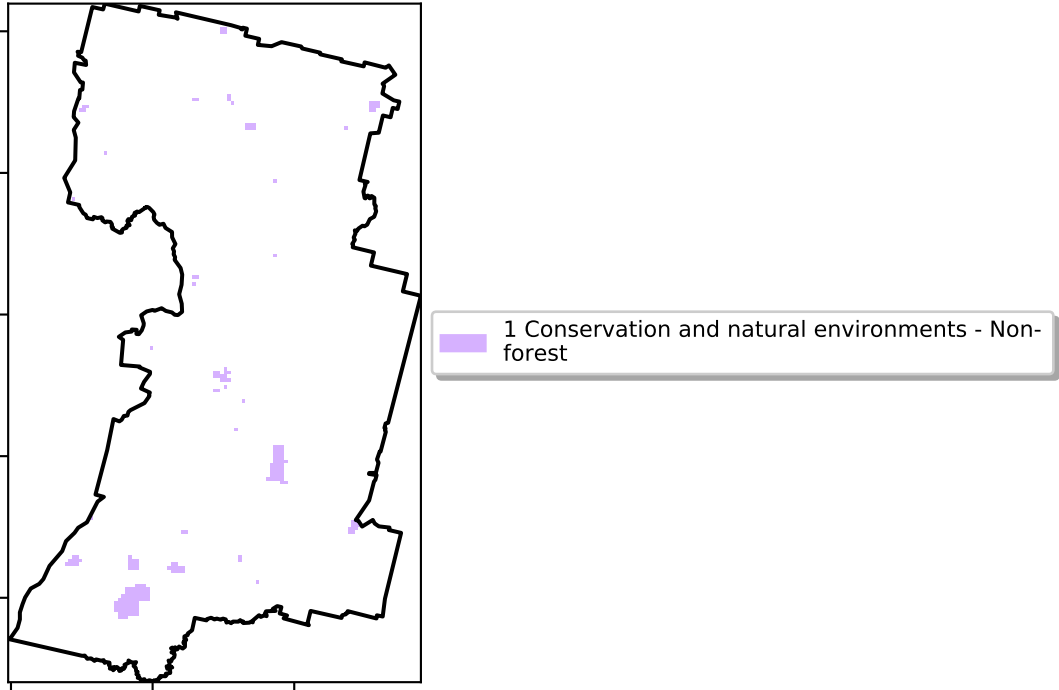 1 Conservation and natural environments - Non-
forest